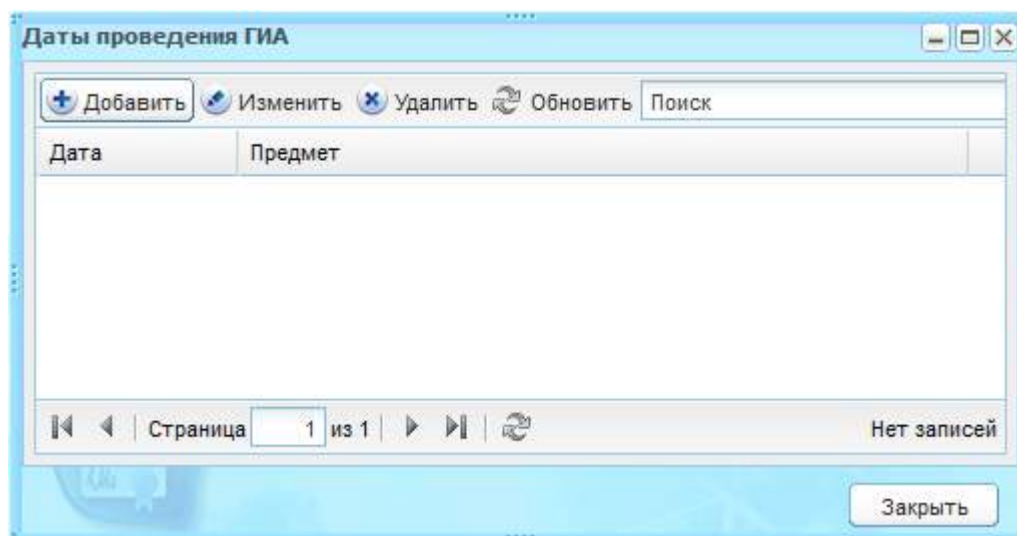 Даты проведения ГИА
Добавить Изменить Удалить Обновить Поиск
Дата Предмет
Страница 1 из 1 Нет записей
Закрыть